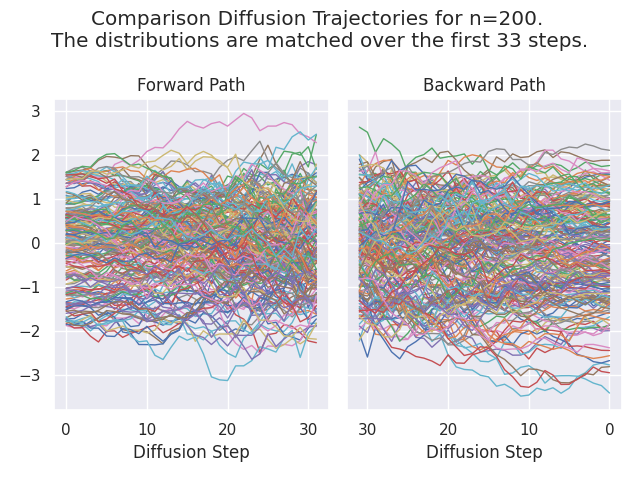 Comparison Diffusion Trajectories for n=200.
The distributions are matched over the first 33 steps.
Forward Path
Backward Path
3
2
1
0
−1
−2
−3
0 10 20 30
30 20 10 0
Diffusion Step
Diffusion Step